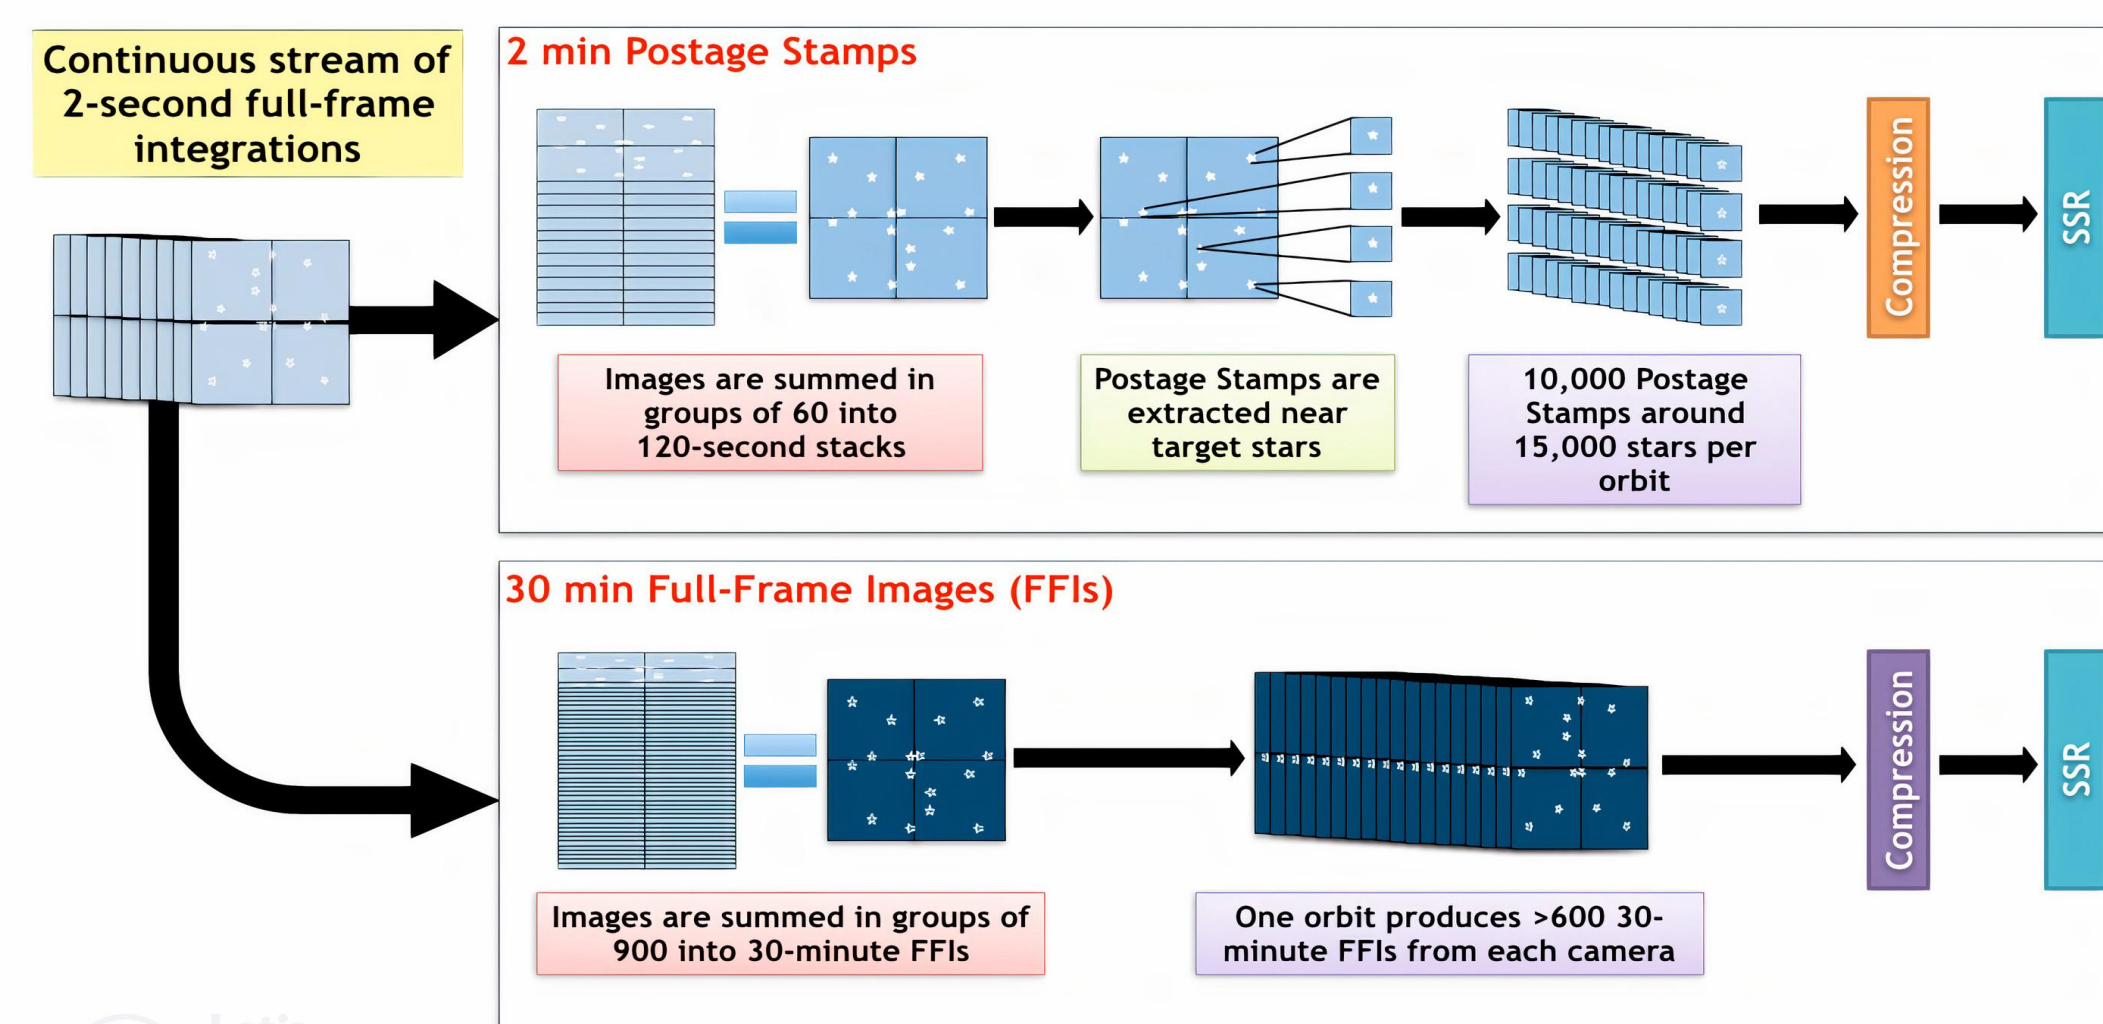 Continuous stream of
2-second full-frame
integrations
2 min Postage Stamps
Images are summed in
groups of 60 into
120-second stacks
Postage Stamps are
extracted near
target stars
10,000 Postage
Stamps around
15,000 stars per
orbit
Compression
SSR
30 min Full-Frame Images (FFIs)
Images are summed in groups of
900 into 30-minute FFIs
One orbit produces >600 30-
minute FFIs from each camera
Compression
SSR